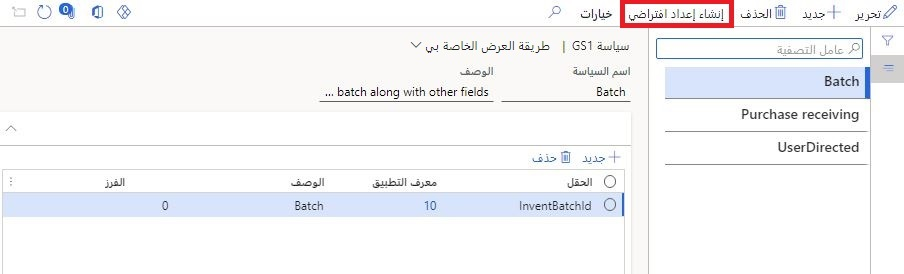 تحرير جديد الحذف إنشاء إعداد افتراضي خيارات 0
عامل التصفية
Batch
Purchase receiving
UserDirected
سياسة GS1 | طريقة العرض الخاصة بي
اسم السياسة الوصف
Batch batch along with other fields ...
جديد حذف
الحقل معرف التطبيق الوصف الفرز
InventBatchId 10 Batch 0